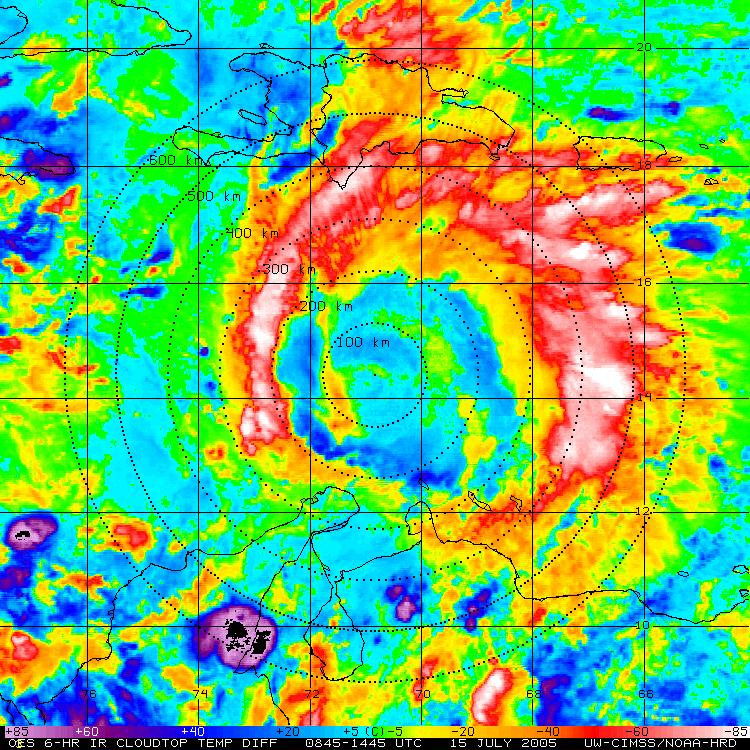 20
600 km
18
500 km
400 km
300 km
16
200 km
100 km
14
12
10
76 74 72 70 68 66
+85 +60 +40 +20 +5 (C) -5 -20 -40 -60 -85
OES 6-HR IR CLOUDTOP TEMP DIFF 0845-1445 UTC 15 JULY 2005 UW-CIMSS/NOAA-HRD